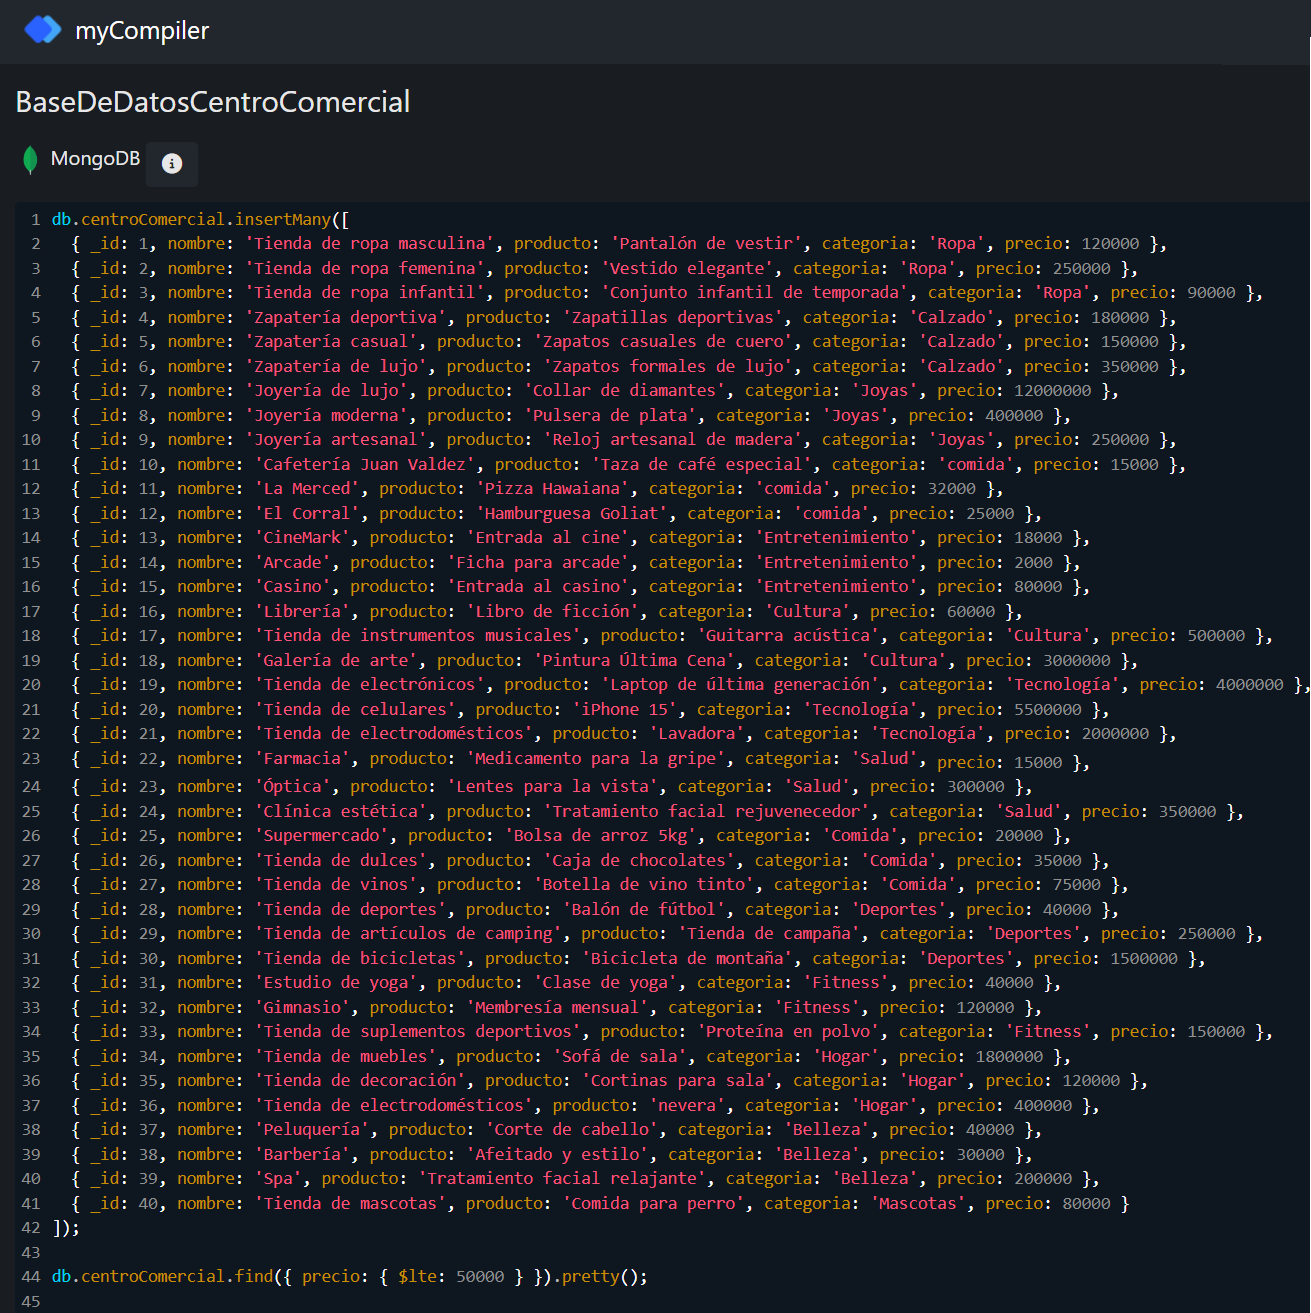 myCompiler
BaseDeDatosCentroComercial
MongoDB i
1 db.centroComercial.insertMany([
2 { _id: 1, nombre: 'Tienda de ropa masculina', producto: 'Pantalón de vestir', categoria: 'Ropa', precio: 120000 },
3 { _id: 2, nombre: 'Tienda de ropa femenina', producto: 'Vestido elegante', categoria: 'Ropa', precio: 250000 },
4 { _id: 3, nombre: 'Tienda de ropa infantil', producto: 'Conjunto infantil de temporada', categoria: 'Ropa', precio: 90000 },
5 { _id: 4, nombre: 'Zapatería deportiva', producto: 'Zapatillas deportivas', categoria: 'Calzado', precio: 180000 },
6 { _id: 5, nombre: 'Zapatería casual', producto: 'Zapatos casuales de cuero', categoria: 'Calzado', precio: 150000 },
7 { _id: 6, nombre: 'Zapatería de lujo', producto: 'Zapatos formales de lujo', categoria: 'Calzado', precio: 350000 },
8 { _id: 7, nombre: 'Joyería de lujo', producto: 'Collar de diamantes', categoria: 'Joyas', precio: 12000000 },
9 { _id: 8, nombre: 'Joyería moderna', producto: 'Pulsera de plata', categoria: 'Joyas', precio: 400000 },
10 { _id: 9, nombre: 'Joyería artesanal', producto: 'Reloj artesanal de madera', categoria: 'Joyas', precio: 250000 },
11 { _id: 10, nombre: 'Cafetería Juan Valdez', producto: 'Taza de café especial', categoria: 'comida', precio: 15000 },
12 { _id: 11, nombre: 'La Merced', producto: 'Pizza Hawaiana', categoria: 'comida', precio: 32000 },
13 { _id: 12, nombre: 'El Corral', producto: 'Hamburguesa Goliat', categoria: 'comida', precio: 25000 },
14 { _id: 13, nombre: 'CineMark', producto: 'Entrada al cine', categoria: 'Entretenimiento', precio: 18000 },
15 { _id: 14, nombre: 'Arcade', producto: 'Ficha para arcade', categoria: 'Entretenimiento', precio: 2000 },
16 { _id: 15, nombre: 'Casino', producto: 'Entrada al casino', categoria: 'Entretenimiento', precio: 80000 },
17 { _id: 16, nombre: 'Librería', producto: 'Libro de ficción', categoria: 'Cultura', precio: 60000 },
18 { _id: 17, nombre: 'Tienda de instrumentos musicales', producto: 'Guitarra acústica', categoria: 'Cultura', precio: 500000 },
19 { _id: 18, nombre: 'Galería de arte', producto: 'Pintura Última Cena', categoria: 'Cultura', precio: 3000000 },
20 { _id: 19, nombre: 'Tienda de electrónicos', producto: 'Laptop de última generación', categoria: 'Tecnología', precio: 4000000 },
21 { _id: 20, nombre: 'Tienda de celulares', producto: 'iPhone 15', categoria: 'Tecnología', precio: 5500000 },
22 { _id: 21, nombre: 'Tienda de electrodomésticos', producto: 'Lavadora', categoria: 'Tecnología', precio: 2000000 },
23 { _id: 22, nombre: 'Farmacia', producto: 'Medicamento para la gripe', categoria: 'Salud', precio: 15000 },
24 { _id: 23, nombre: 'Óptica', producto: 'Lentes para la vista', categoria: 'Salud', precio: 300000 },
25 { _id: 24, nombre: 'Clínica estética', producto: 'Tratamiento facial rejuvenecedor', categoria: 'Salud', precio: 350000 },
26 { _id: 25, nombre: 'Supermercado', producto: 'Bolsa de arroz 5kg', categoria: 'Comida', precio: 20000 },
27 { _id: 26, nombre: 'Tienda de dulces', producto: 'Caja de chocolates', categoria: 'Comida', precio: 35000 },
28 { _id: 27, nombre: 'Tienda de vinos', producto: 'Botella de vino tinto', categoria: 'Comida', precio: 75000 },
29 { _id: 28, nombre: 'Tienda de deportes', producto: 'Balón de fútbol', categoria: 'Deportes', precio: 40000 },
30 { _id: 29, nombre: 'Tienda de artículos de camping', producto: 'Tienda de campaña', categoria: 'Deportes', precio: 250000 },
31 { _id: 30, nombre: 'Tienda de bicicletas', producto: 'Bicicleta de montaña', categoria: 'Deportes', precio: 1500000 },
32 { _id: 31, nombre: 'Estudio de yoga', producto: 'Clase de yoga', categoria: 'Fitness', precio: 40000 },
33 { _id: 32, nombre: 'Gimnasio', producto: 'Membresía mensual', categoria: 'Fitness', precio: 120000 },
34 { _id: 33, nombre: 'Tienda de suplementos deportivos', producto: 'Proteína en polvo', categoria: 'Fitness', precio: 150000 },
35 { _id: 34, nombre: 'Tienda de muebles', producto: 'Sofá de sala', categoria: 'Hogar', precio: 1800000 },
36 { _id: 35, nombre: 'Tienda de decoración', producto: 'Cortinas para sala', categoria: 'Hogar', precio: 120000 },
37 { _id: 36, nombre: 'Tienda de electrodomésticos', producto: 'nevera', categoria: 'Hogar', precio: 400000 },
38 { _id: 37, nombre: 'Peluquería', producto: 'Corte de cabello', categoria: 'Belleza', precio: 40000 },
39 { _id: 38, nombre: 'Barbería', producto: 'Afeitado y estilo', categoria: 'Belleza', precio: 30000 },
40 { _id: 39, nombre: 'Spa', producto: 'Tratamiento facial relajante', categoria: 'Belleza', precio: 200000 },
41 { _id: 40, nombre: 'Tienda de mascotas', producto: 'Comida para perro', categoria: 'Mascotas', precio: 80000 }
42 ]);
43
44 db.centroComercial.find({ precio: { $lte: 50000 } }).pretty();
45